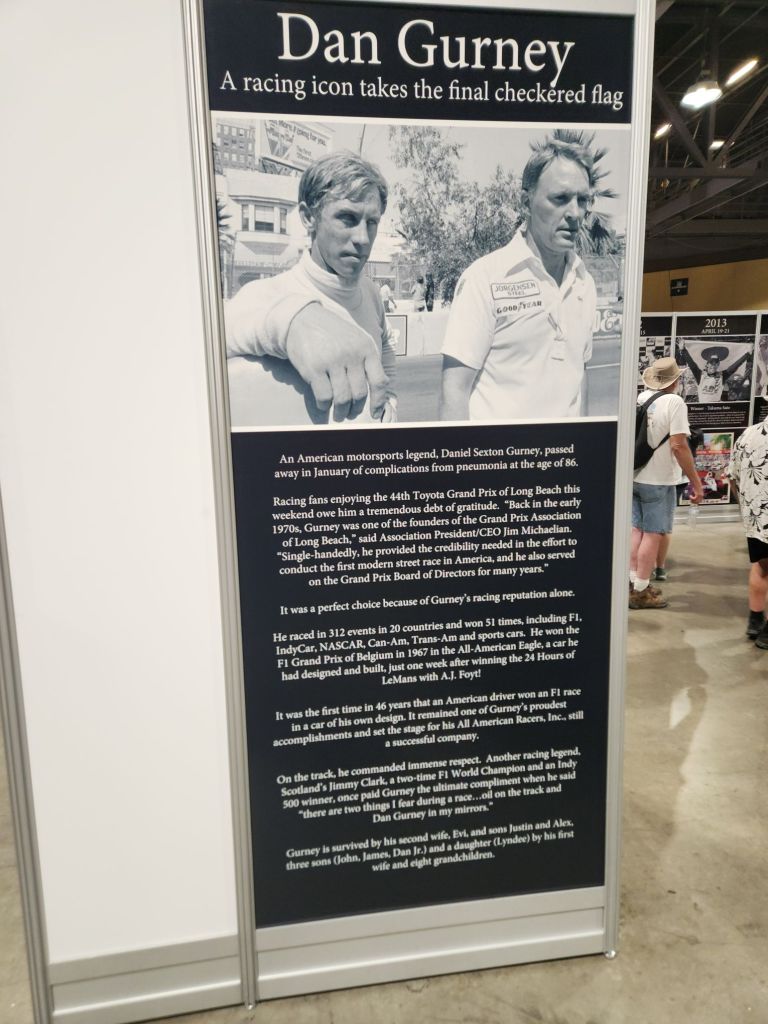 Dan Gurney
A racing icon takes the final checkered flag
JORGENSEN
STEEL
GOODYEAR
An American motorsports legend, Daniel Sexton Gurney, passed
away in January of complications from pneumonia at the age of 86.
Racing fans enjoying the 44th Toyota Grand Prix of Long Beach this
weekend owe him a tremendous debt of gratitude. "Back in the early
1970s, Gurney was one of the founders of the Grand Prix Association
of Long Beach," said Association President/CEO Jim Michaelian.
"Single-handedly, he provided the credibility needed in the effort to
conduct the first modern street race in America, and he also served
on the Grand Prix Board of Directors for many years."
It was a perfect choice because of Gurney's racing reputation alone.
He raced in 312 events in 20 countries and won 51 times, including F1,
IndyCar, NASCAR, Can-Am, Trans-Am and sports cars. He won the
F1 Grand Prix of Belgium in 1967 in the All-American Eagle, a car he
had designed and built, just one week after winning the 24 Hours of
LeMans with A.J. Foyt!
It was the first time in 46 years that an American driver won an F1 race
in a car of his own design. It remained one of Gurney's proudest
accomplishments and set the stage for his All American Racers, Inc., still
a successful company.
On the track, he commanded immense respect. Another racing legend,
Scotland's Jimmy Clark, a two-time F1 World Champion and an Indy
500 winner, once paid Gurney the ultimate compliment when he said
"there are two things I fear during a race...oil on the track and
Dan Gurney in my mirrors."
Gurney is survived by his second wife, Evi, and sons Justin and Alex,
three sons (John, James, Dan Jr.) and a daughter (Lyndee) by his first
wife and eight grandchildren.
2013
APRIL 19-21
Winner - Takuma Sato